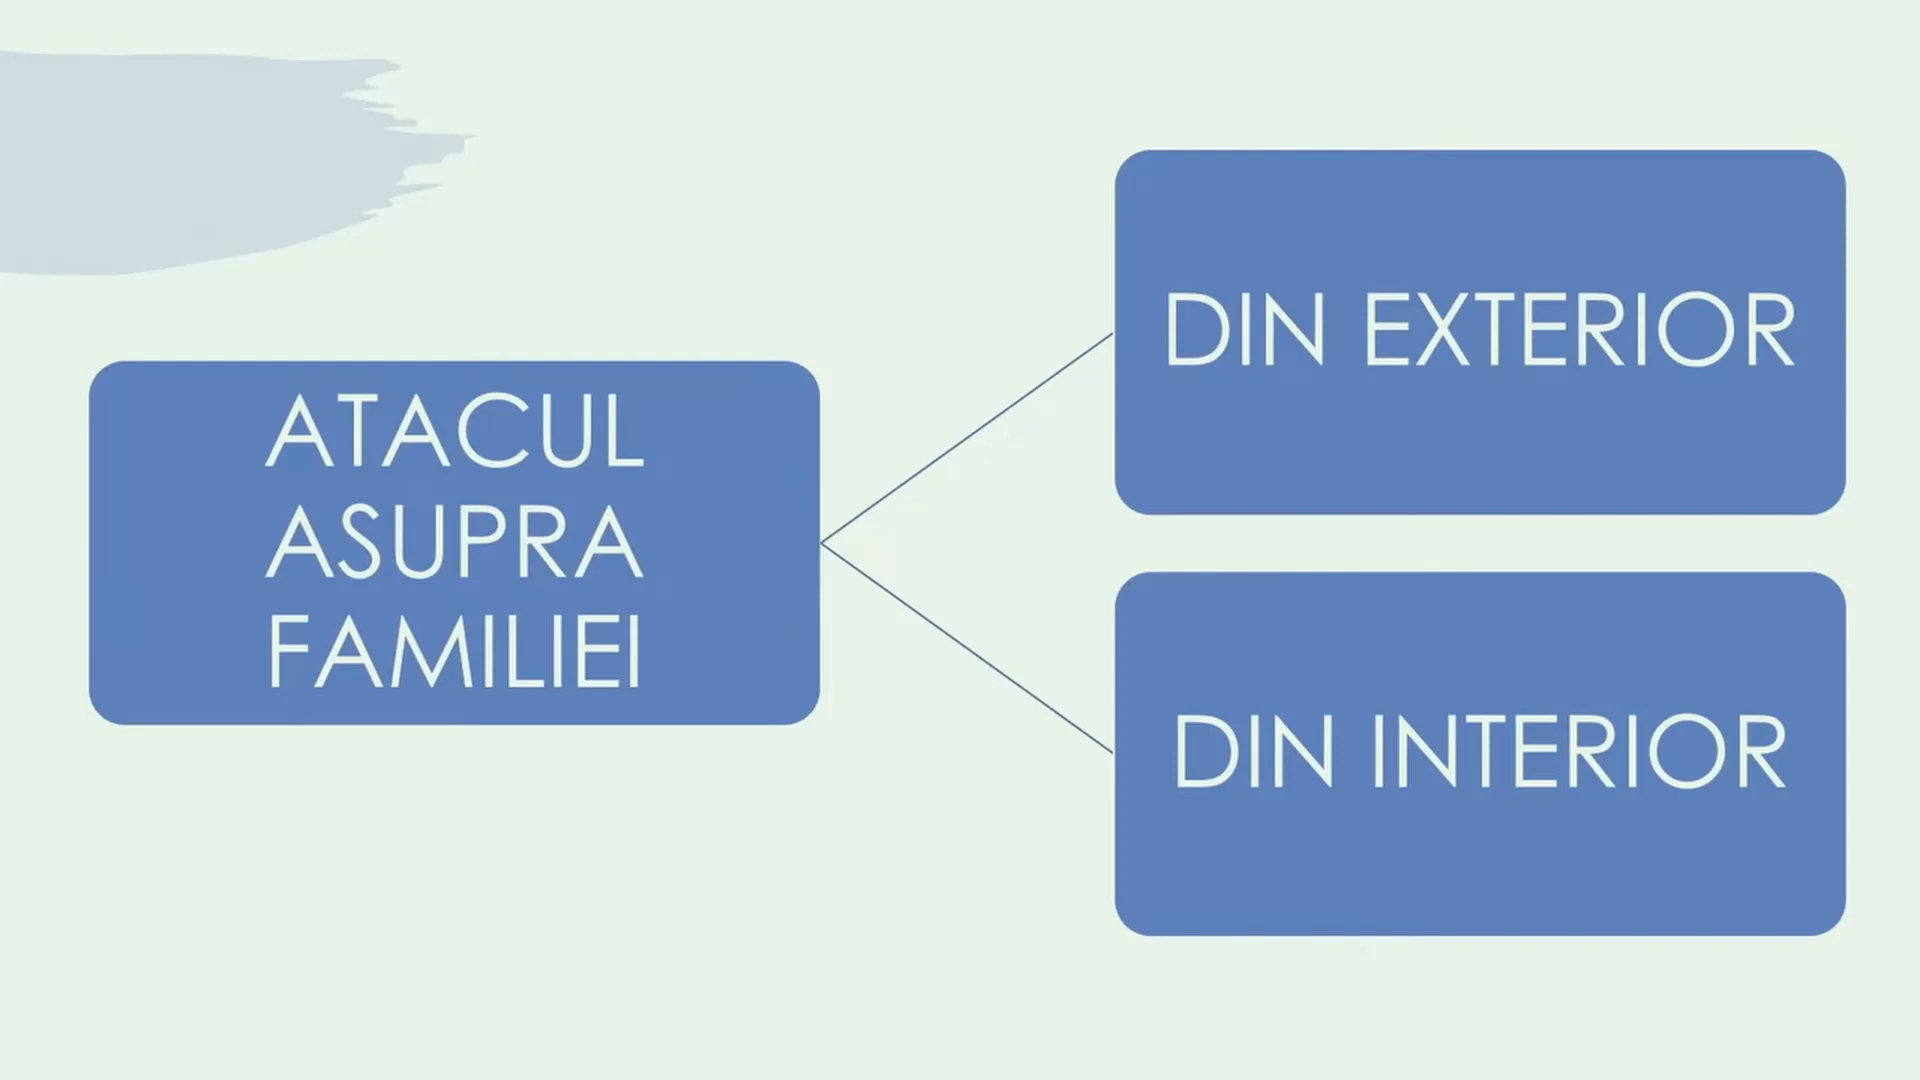 ATACUL
ASUPRA
FAMILIEI
DIN EXTERIOR
DIN INTERIOR